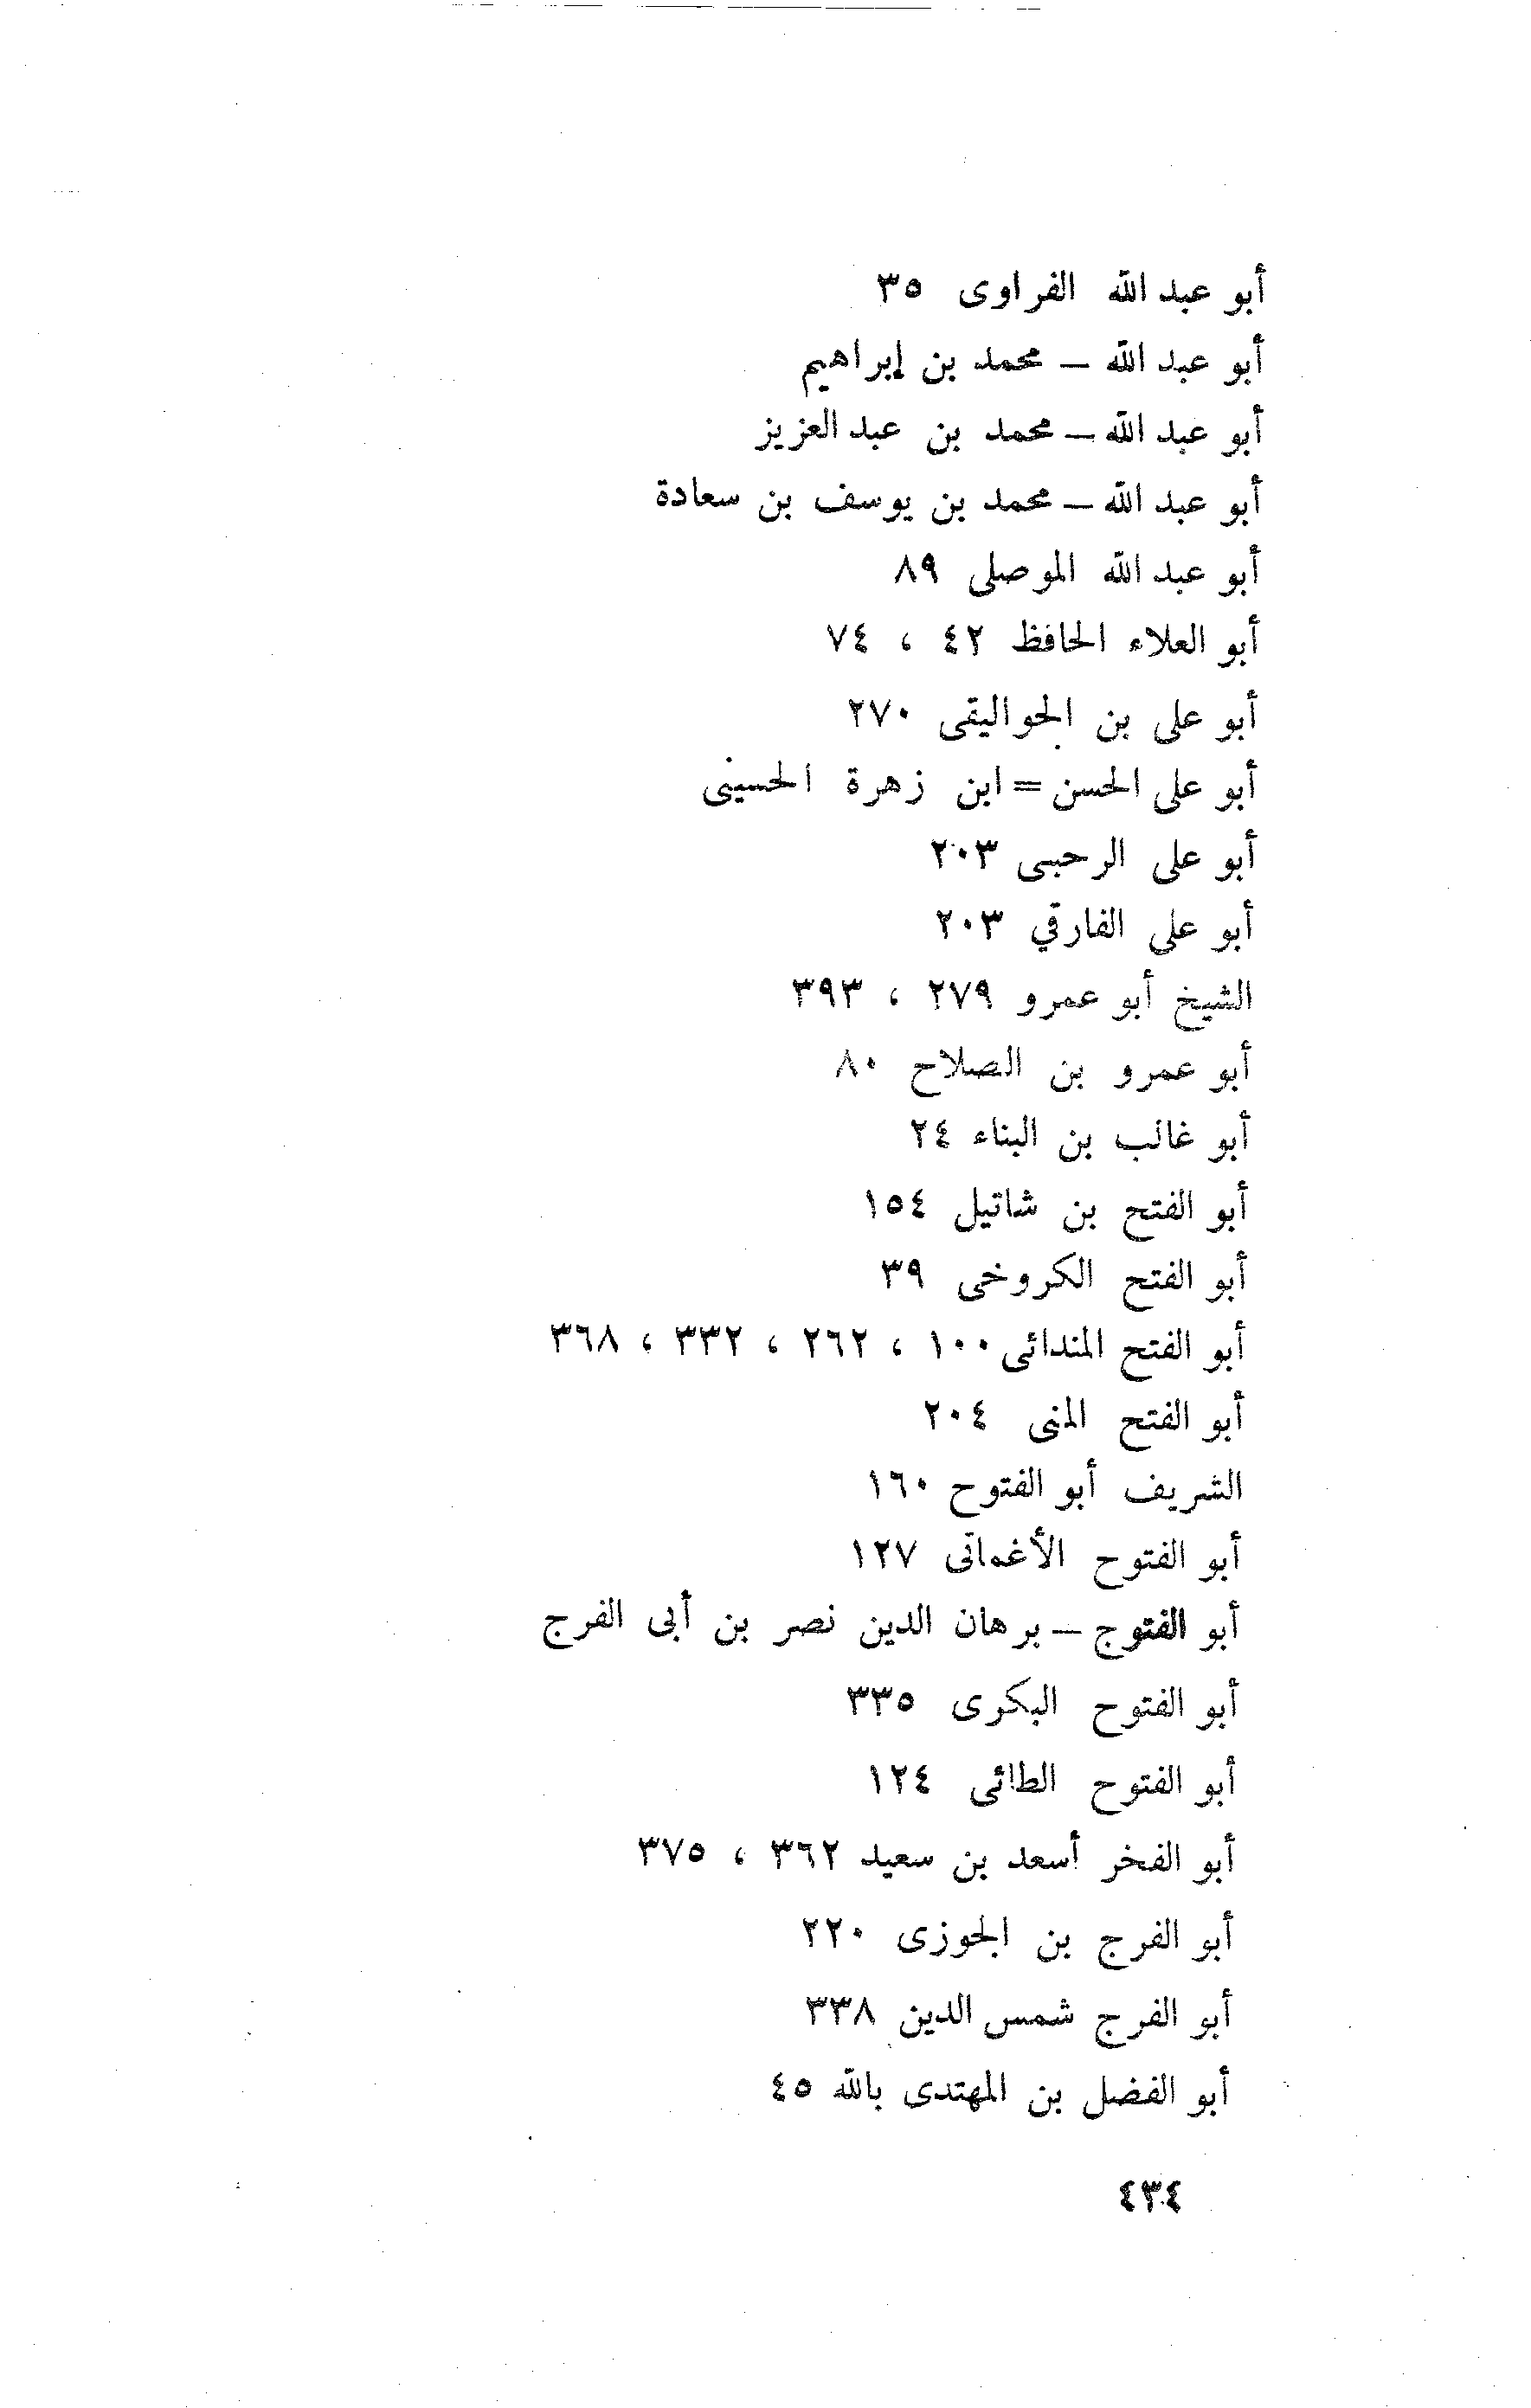 أبو عبد الله الفراوى ٣٥
أبو عبد الله – محمد بن إبراهيم
أبو عبد الله – محمد بن عبد العزيز
أبو عبد الله – محمد بن يوسف بن سعادة
أبو عبد الله الموصلى ٨٩
أبو العلاء الحافظ ٤٢ ، ٧٤
أبو على بن الجواليقى ٢٧٠
أبو على الحسن = ابن زهرة الحسينى
أبو على الرحبى ٢٠٣
أبو على الفارقي ٢٠٣
الشيخ أبو عمرو ٢٧٩ ، ٣٩٣
أبو عمرو بن الصلاح ٨٠
أبو غالب بن البناء ٢٤
أبو الفتح بن شاتيل ١٥٤
أبو الفتح الكروخى ٣٩
أبو الفتح المندائى ١٠٠ ، ٢٦٢ ، ٣٣٢ ، ٣٦٨
أبو الفتح المنى ٢٠٤
الشريف أبو الفتوح ١٦٠
أبو الفتوح الأغماتى ١٢٧
أبو الفتوج – برهان الدين نصر بن أبى الفرج
أبو الفتوح البكرى ٣٣٥
أبو الفتوح الطائى ١٢٤
أبو الفخر أسعد بن سعيد ٣٦٢ ، ٣٧٥
أبو الفرج بن الجوزى ٢٢٠
أبو الفرج شمس الدين ٣٣٨
أبو الفضل بن المهتدى بالله ٤٥
٤٣٤